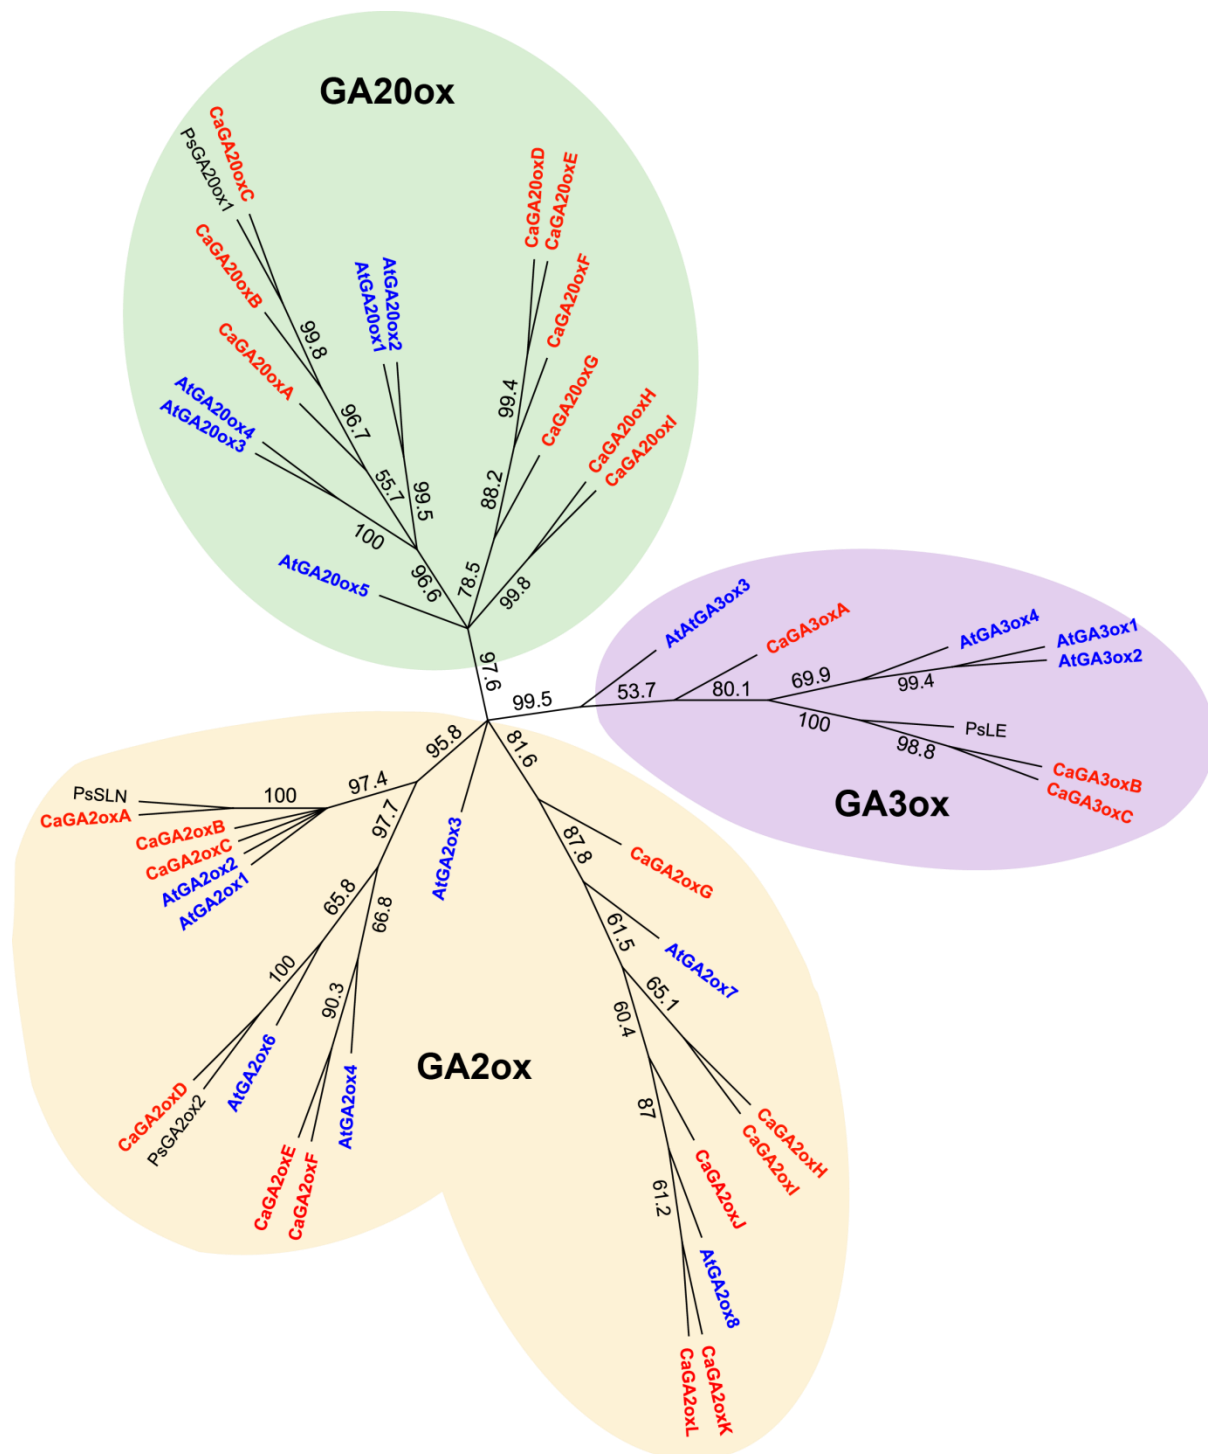 GA20ox
CaGA20oxC
PsGA20ox1
CaGA20oxB
CaGA20oxA
AtGA20ox4
AtGA20ox3
AtGA20ox5
AtGA20ox2
AtGA20ox1
CaGA20oxD
CaGA20oxE
CaGA20oxF
CaGA20oxG
CaGA20oxH
CaGA20oxI
99.8
96.7
55.7
99.5
100
96.6
99.4
88.2
78.5
99.8
97.6
99.5
AtAtGA3ox3
CaGA3oxA
AtGA3ox4
AtGA3ox1
AtGA3ox2
53.7
80.1
69.9
99.4
100
98.8
PsLE
CaGA3oxB
CaGA3oxC
GA3ox
95.8
81.6
97.4
100
PsSLN
CaGA2oxA
CaGA2oxB
CaGA2oxC
AtGA2ox2
AtGA2ox1
97.7
AtGA2ox3
65.8
66.8
100
90.3
CaGA2oxD
PsGA2ox2
AtGA2ox6
CaGA2oxE
CaGA2oxF
AtGA2ox4
GA2ox
87.8
CaGA2oxG
61.5
AtGA2ox7
65.1
60.4
CaGA2oxH
CaGA2oxI
87
CaGA2oxJ
61.2
AtGA2ox8
CaGA2oxK
CaGA2oxL